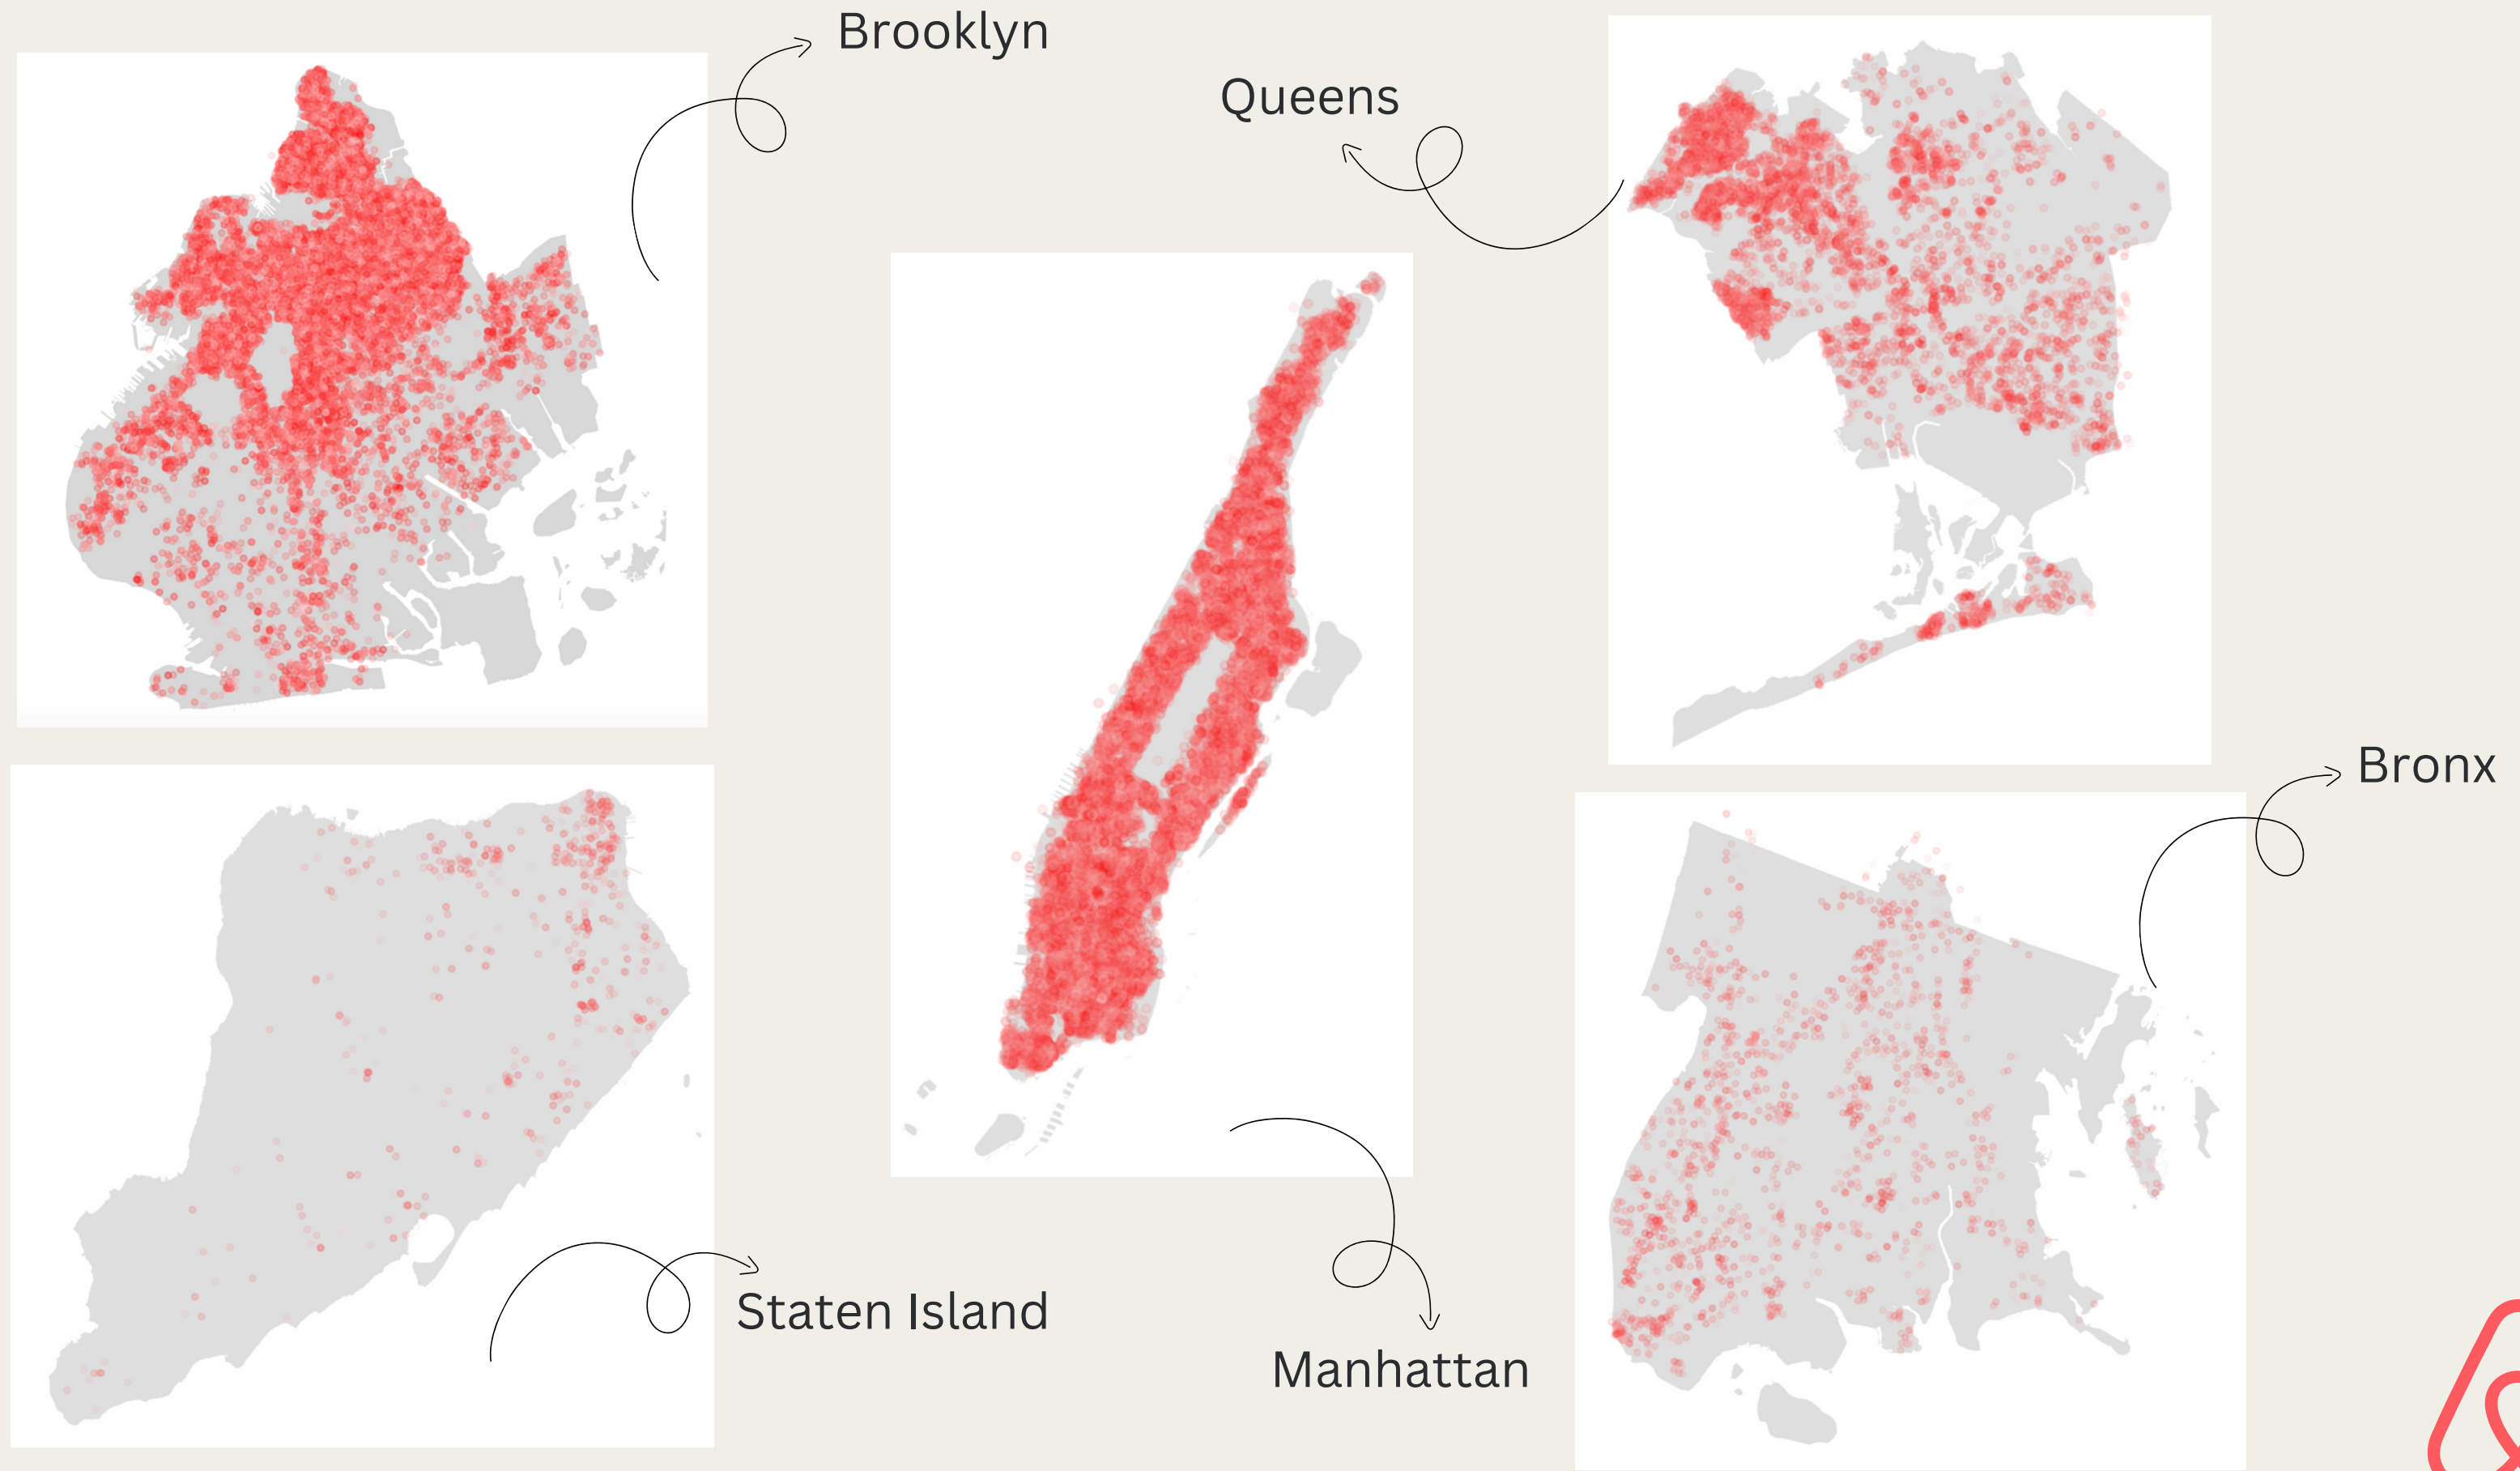 Brooklyn
Queens
Bronx
Staten Island
Manhattan